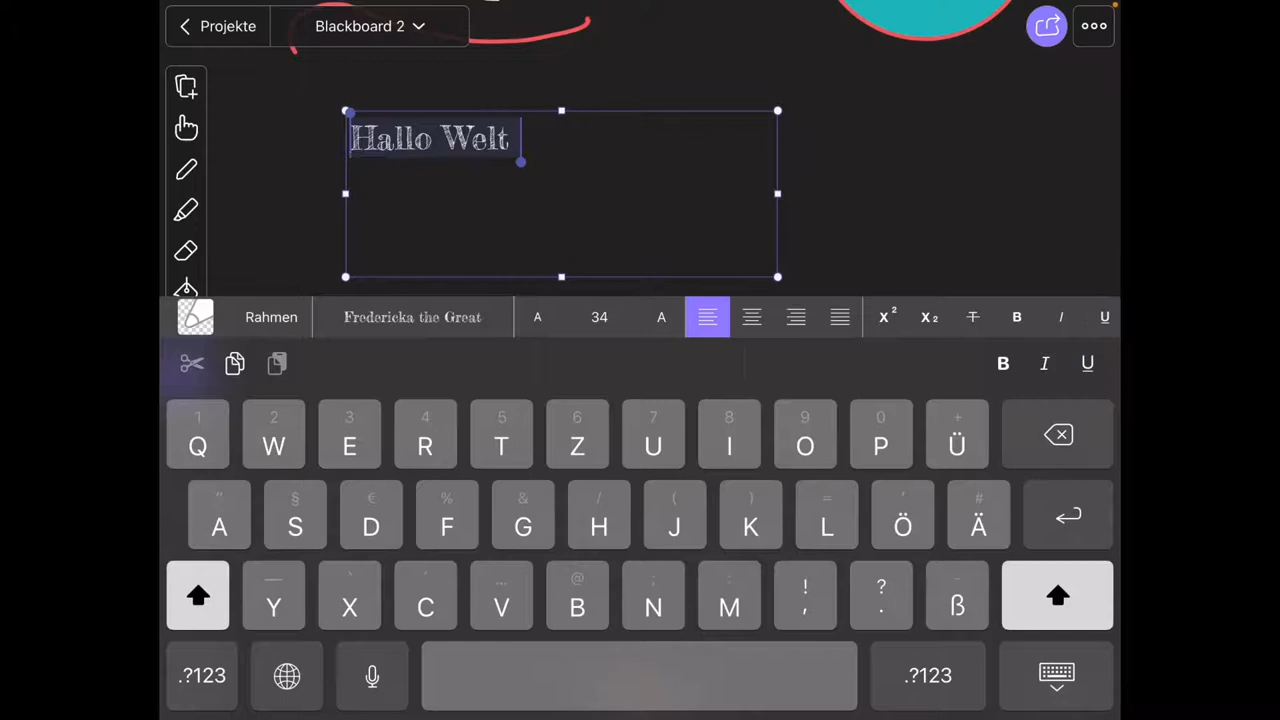 Projekte
Blackboard 2
Hallo Welt
Rahmen
Fredericka the Great
A
34
A
X²
X₂
T
B
I
U
B
I
U
1 2 3 4 5 6 7 8 9 0 +
Q W E R T Z U I O P Ü
" § € % & / ( ) = ' #
A S D F G H J K L Ö Ä
— ` ´ ... @ ; : ! ? -
Y X C V B N M , . ß
.?123
.?123